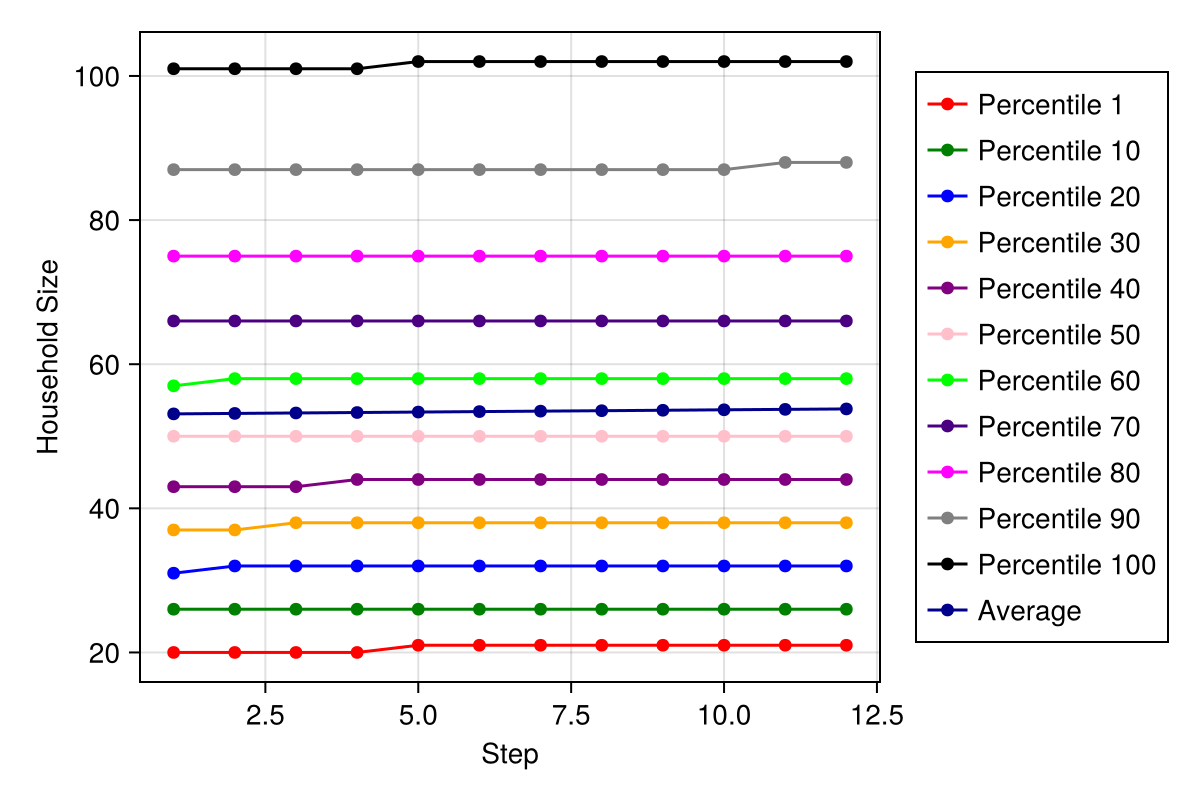 100
80
60
40
20
Household Size
2.5 5.0 7.5 10.0 12.5
Step
Percentile 1
Percentile 10
Percentile 20
Percentile 30
Percentile 40
Percentile 50
Percentile 60
Percentile 70
Percentile 80
Percentile 90
Percentile 100
Average